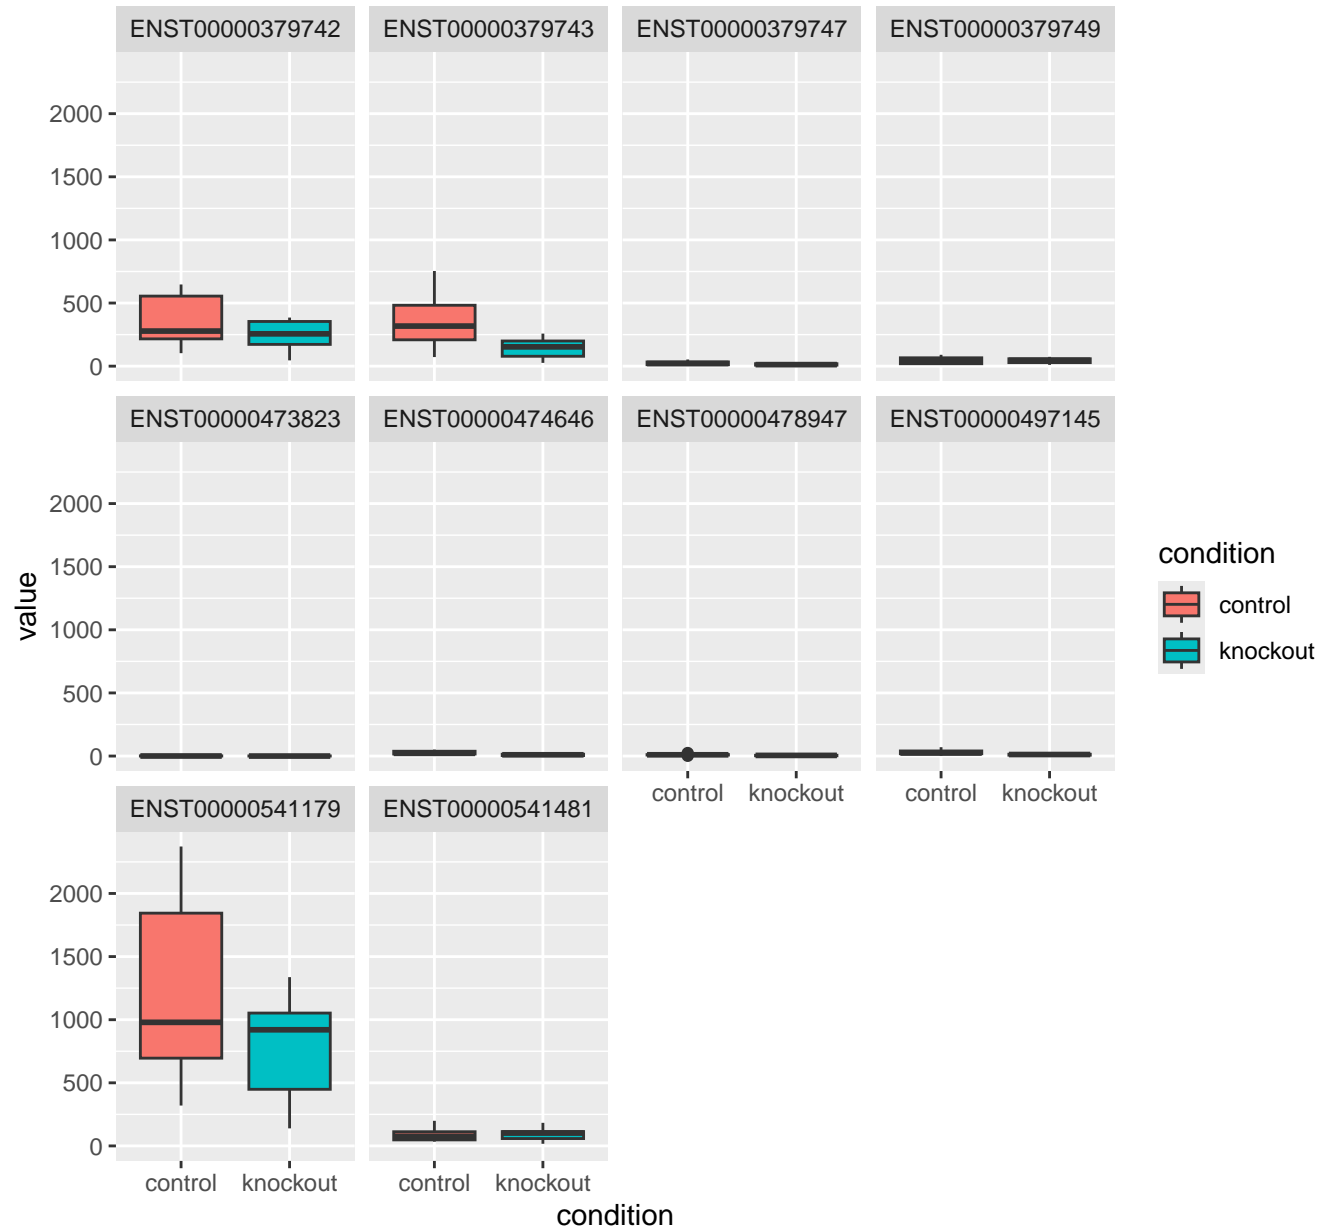 ENST00000379742 ENST00000379743 ENST00000379747 ENST00000379749
2000
1500
1000
500
0
ENST00000473823 ENST00000474646 ENST00000478947 ENST00000497145
2000
1500
1000
500
0
control knockout control knockout
ENST00000541179 ENST00000541481
2000
1500
1000
500
0
control knockout control knockout
condition
value
condition
control
knockout